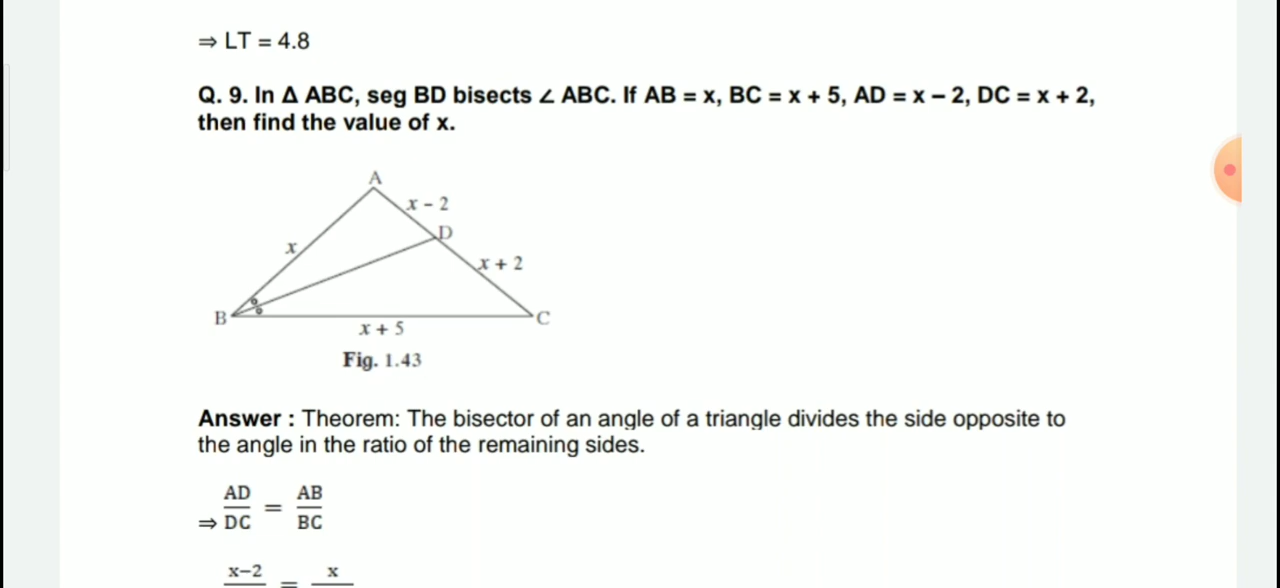 ⇒ LT = 4.8
Q. 9. In Δ ABC, seg BD bisects ∠ ABC. If AB = x, BC = x + 5, AD = x – 2, DC = x + 2,
then find the value of x.
A
x - 2
D
x
x + 2
B
C
x + 5
Fig. 1.43
Answer : Theorem: The bisector of an angle of a triangle divides the side opposite to
the angle in the ratio of the remaining sides.
AD AB
⇒ DC = BC
x−2 = x